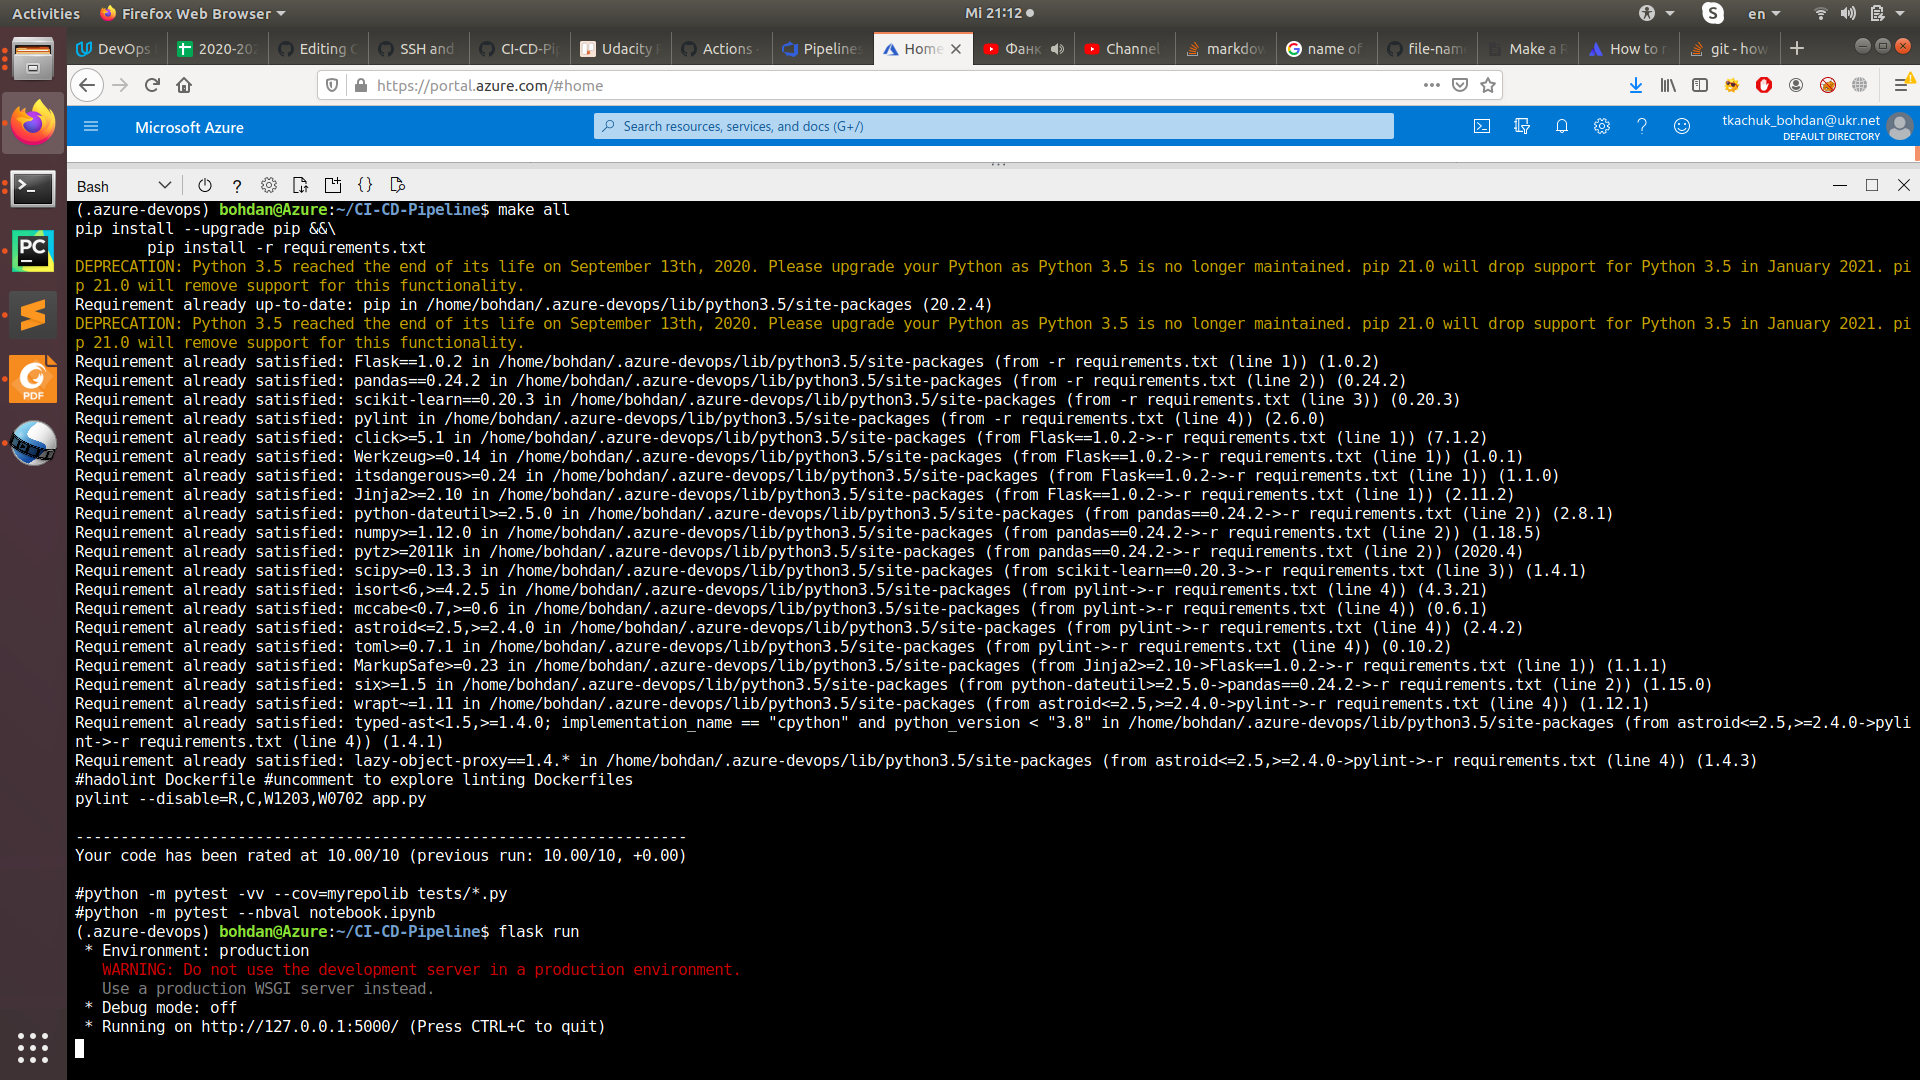 Activities Firefox Web Browser Mi 21:12 en
DevOps 2020-202 Editing C SSH and CI-CD-Pi Udacity Actions Pipelines Home Фанк Channel markdow name of file-nam Make a R How to git - how
https://portal.azure.com/#home
Microsoft Azure Search resources, services, and docs (G+/) tkachuk_bohdan@ukr.net
DEFAULT DIRECTORY
Bash
(.azure-devops) bohdan@Azure:~/CI-CD-Pipeline$ make all
pip install --upgrade pip &&\
pip install -r requirements.txt
DEPRECATION: Python 3.5 reached the end of its life on September 13th, 2020. Please upgrade your Python as Python 3.5 is no longer maintained. pip 21.0 will drop support for Python 3.5 in January 2021. pi
p 21.0 will remove support for this functionality.
Requirement already up-to-date: pip in /home/bohdan/.azure-devops/lib/python3.5/site-packages (20.2.4)
DEPRECATION: Python 3.5 reached the end of its life on September 13th, 2020. Please upgrade your Python as Python 3.5 is no longer maintained. pip 21.0 will drop support for Python 3.5 in January 2021. pi
p 21.0 will remove support for this functionality.
Requirement already satisfied: Flask==1.0.2 in /home/bohdan/.azure-devops/lib/python3.5/site-packages (from -r requirements.txt (line 1)) (1.0.2)
Requirement already satisfied: pandas==0.24.2 in /home/bohdan/.azure-devops/lib/python3.5/site-packages (from -r requirements.txt (line 2)) (0.24.2)
Requirement already satisfied: scikit-learn==0.20.3 in /home/bohdan/.azure-devops/lib/python3.5/site-packages (from -r requirements.txt (line 3)) (0.20.3)
Requirement already satisfied: pylint in /home/bohdan/.azure-devops/lib/python3.5/site-packages (from -r requirements.txt (line 4)) (2.6.0)
Requirement already satisfied: click>=5.1 in /home/bohdan/.azure-devops/lib/python3.5/site-packages (from Flask==1.0.2->-r requirements.txt (line 1)) (7.1.2)
Requirement already satisfied: Werkzeug>=0.14 in /home/bohdan/.azure-devops/lib/python3.5/site-packages (from Flask==1.0.2->-r requirements.txt (line 1)) (1.0.1)
Requirement already satisfied: itsdangerous>=0.24 in /home/bohdan/.azure-devops/lib/python3.5/site-packages (from Flask==1.0.2->-r requirements.txt (line 1)) (1.1.0)
Requirement already satisfied: Jinja2>=2.10 in /home/bohdan/.azure-devops/lib/python3.5/site-packages (from Flask==1.0.2->-r requirements.txt (line 1)) (2.11.2)
Requirement already satisfied: python-dateutil>=2.5.0 in /home/bohdan/.azure-devops/lib/python3.5/site-packages (from pandas==0.24.2->-r requirements.txt (line 2)) (2.8.1)
Requirement already satisfied: numpy>=1.12.0 in /home/bohdan/.azure-devops/lib/python3.5/site-packages (from pandas==0.24.2->-r requirements.txt (line 2)) (1.18.5)
Requirement already satisfied: pytz>=2011k in /home/bohdan/.azure-devops/lib/python3.5/site-packages (from pandas==0.24.2->-r requirements.txt (line 2)) (2020.4)
Requirement already satisfied: scipy>=0.13.3 in /home/bohdan/.azure-devops/lib/python3.5/site-packages (from scikit-learn==0.20.3->-r requirements.txt (line 3)) (1.4.1)
Requirement already satisfied: isort<6,>=4.2.5 in /home/bohdan/.azure-devops/lib/python3.5/site-packages (from pylint->-r requirements.txt (line 4)) (4.3.21)
Requirement already satisfied: mccabe<0.7,>=0.6 in /home/bohdan/.azure-devops/lib/python3.5/site-packages (from pylint->-r requirements.txt (line 4)) (0.6.1)
Requirement already satisfied: astroid<=2.5,>=2.4.0 in /home/bohdan/.azure-devops/lib/python3.5/site-packages (from pylint->-r requirements.txt (line 4)) (2.4.2)
Requirement already satisfied: toml>=0.7.1 in /home/bohdan/.azure-devops/lib/python3.5/site-packages (from pylint->-r requirements.txt (line 4)) (0.10.2)
Requirement already satisfied: MarkupSafe>=0.23 in /home/bohdan/.azure-devops/lib/python3.5/site-packages (from Jinja2>=2.10->Flask==1.0.2->-r requirements.txt (line 1)) (1.1.1)
Requirement already satisfied: six>=1.5 in /home/bohdan/.azure-devops/lib/python3.5/site-packages (from python-dateutil>=2.5.0->pandas==0.24.2->-r requirements.txt (line 2)) (1.15.0)
Requirement already satisfied: wrapt~=1.11 in /home/bohdan/.azure-devops/lib/python3.5/site-packages (from astroid<=2.5,>=2.4.0->pylint->-r requirements.txt (line 4)) (1.12.1)
Requirement already satisfied: typed-ast<1.5,>=1.4.0; implementation_name == "cpython" and python_version < "3.8" in /home/bohdan/.azure-devops/lib/python3.5/site-packages (from astroid<=2.5,>=2.4.0->pyli
nt->-r requirements.txt (line 4)) (1.4.1)
Requirement already satisfied: lazy-object-proxy==1.4.* in /home/bohdan/.azure-devops/lib/python3.5/site-packages (from astroid<=2.5,>=2.4.0->pylint->-r requirements.txt (line 4)) (1.4.3)
#hadolint Dockerfile #uncomment to explore linting Dockerfiles
pylint --disable=R,C,W1203,W0702 app.py
--------------------------------------------------------------------
Your code has been rated at 10.00/10 (previous run: 10.00/10, +0.00)
#python -m pytest -vv --cov=myrepolib tests/*.py
#python -m pytest --nbval notebook.ipynb
(.azure-devops) bohdan@Azure:~/CI-CD-Pipeline$ flask run
* Environment: production
WARNING: Do not use the development server in a production environment.
Use a production WSGI server instead.
* Debug mode: off
* Running on http://127.0.0.1:5000/ (Press CTRL+C to quit)
PC
PDF